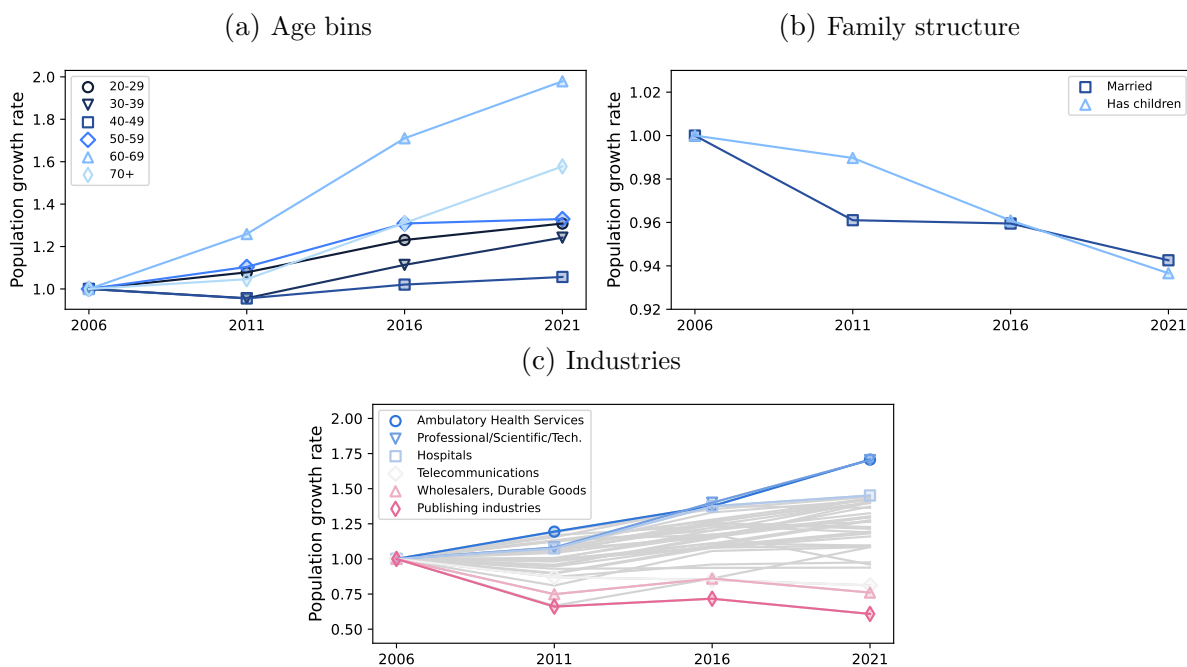 (a) Age bins
Population growth rate
2.0
1.8
1.6
1.4
1.2
1.0
20-29
30-39
40-49
50-59
60-69
70+
2006
2011
2016
2021
(b) Family structure
Population growth rate
1.02
1.00
0.98
0.96
0.94
0.92
Married
Has children
2006
2011
2016
2021
(c) Industries
Population growth rate
2.00
1.75
1.50
1.25
1.00
0.75
0.50
Ambulatory Health Services
Professional/Scientific/Tech.
Hospitals
Telecommunications
Wholesalers, Durable Goods
Publishing industries
2006
2011
2016
2021